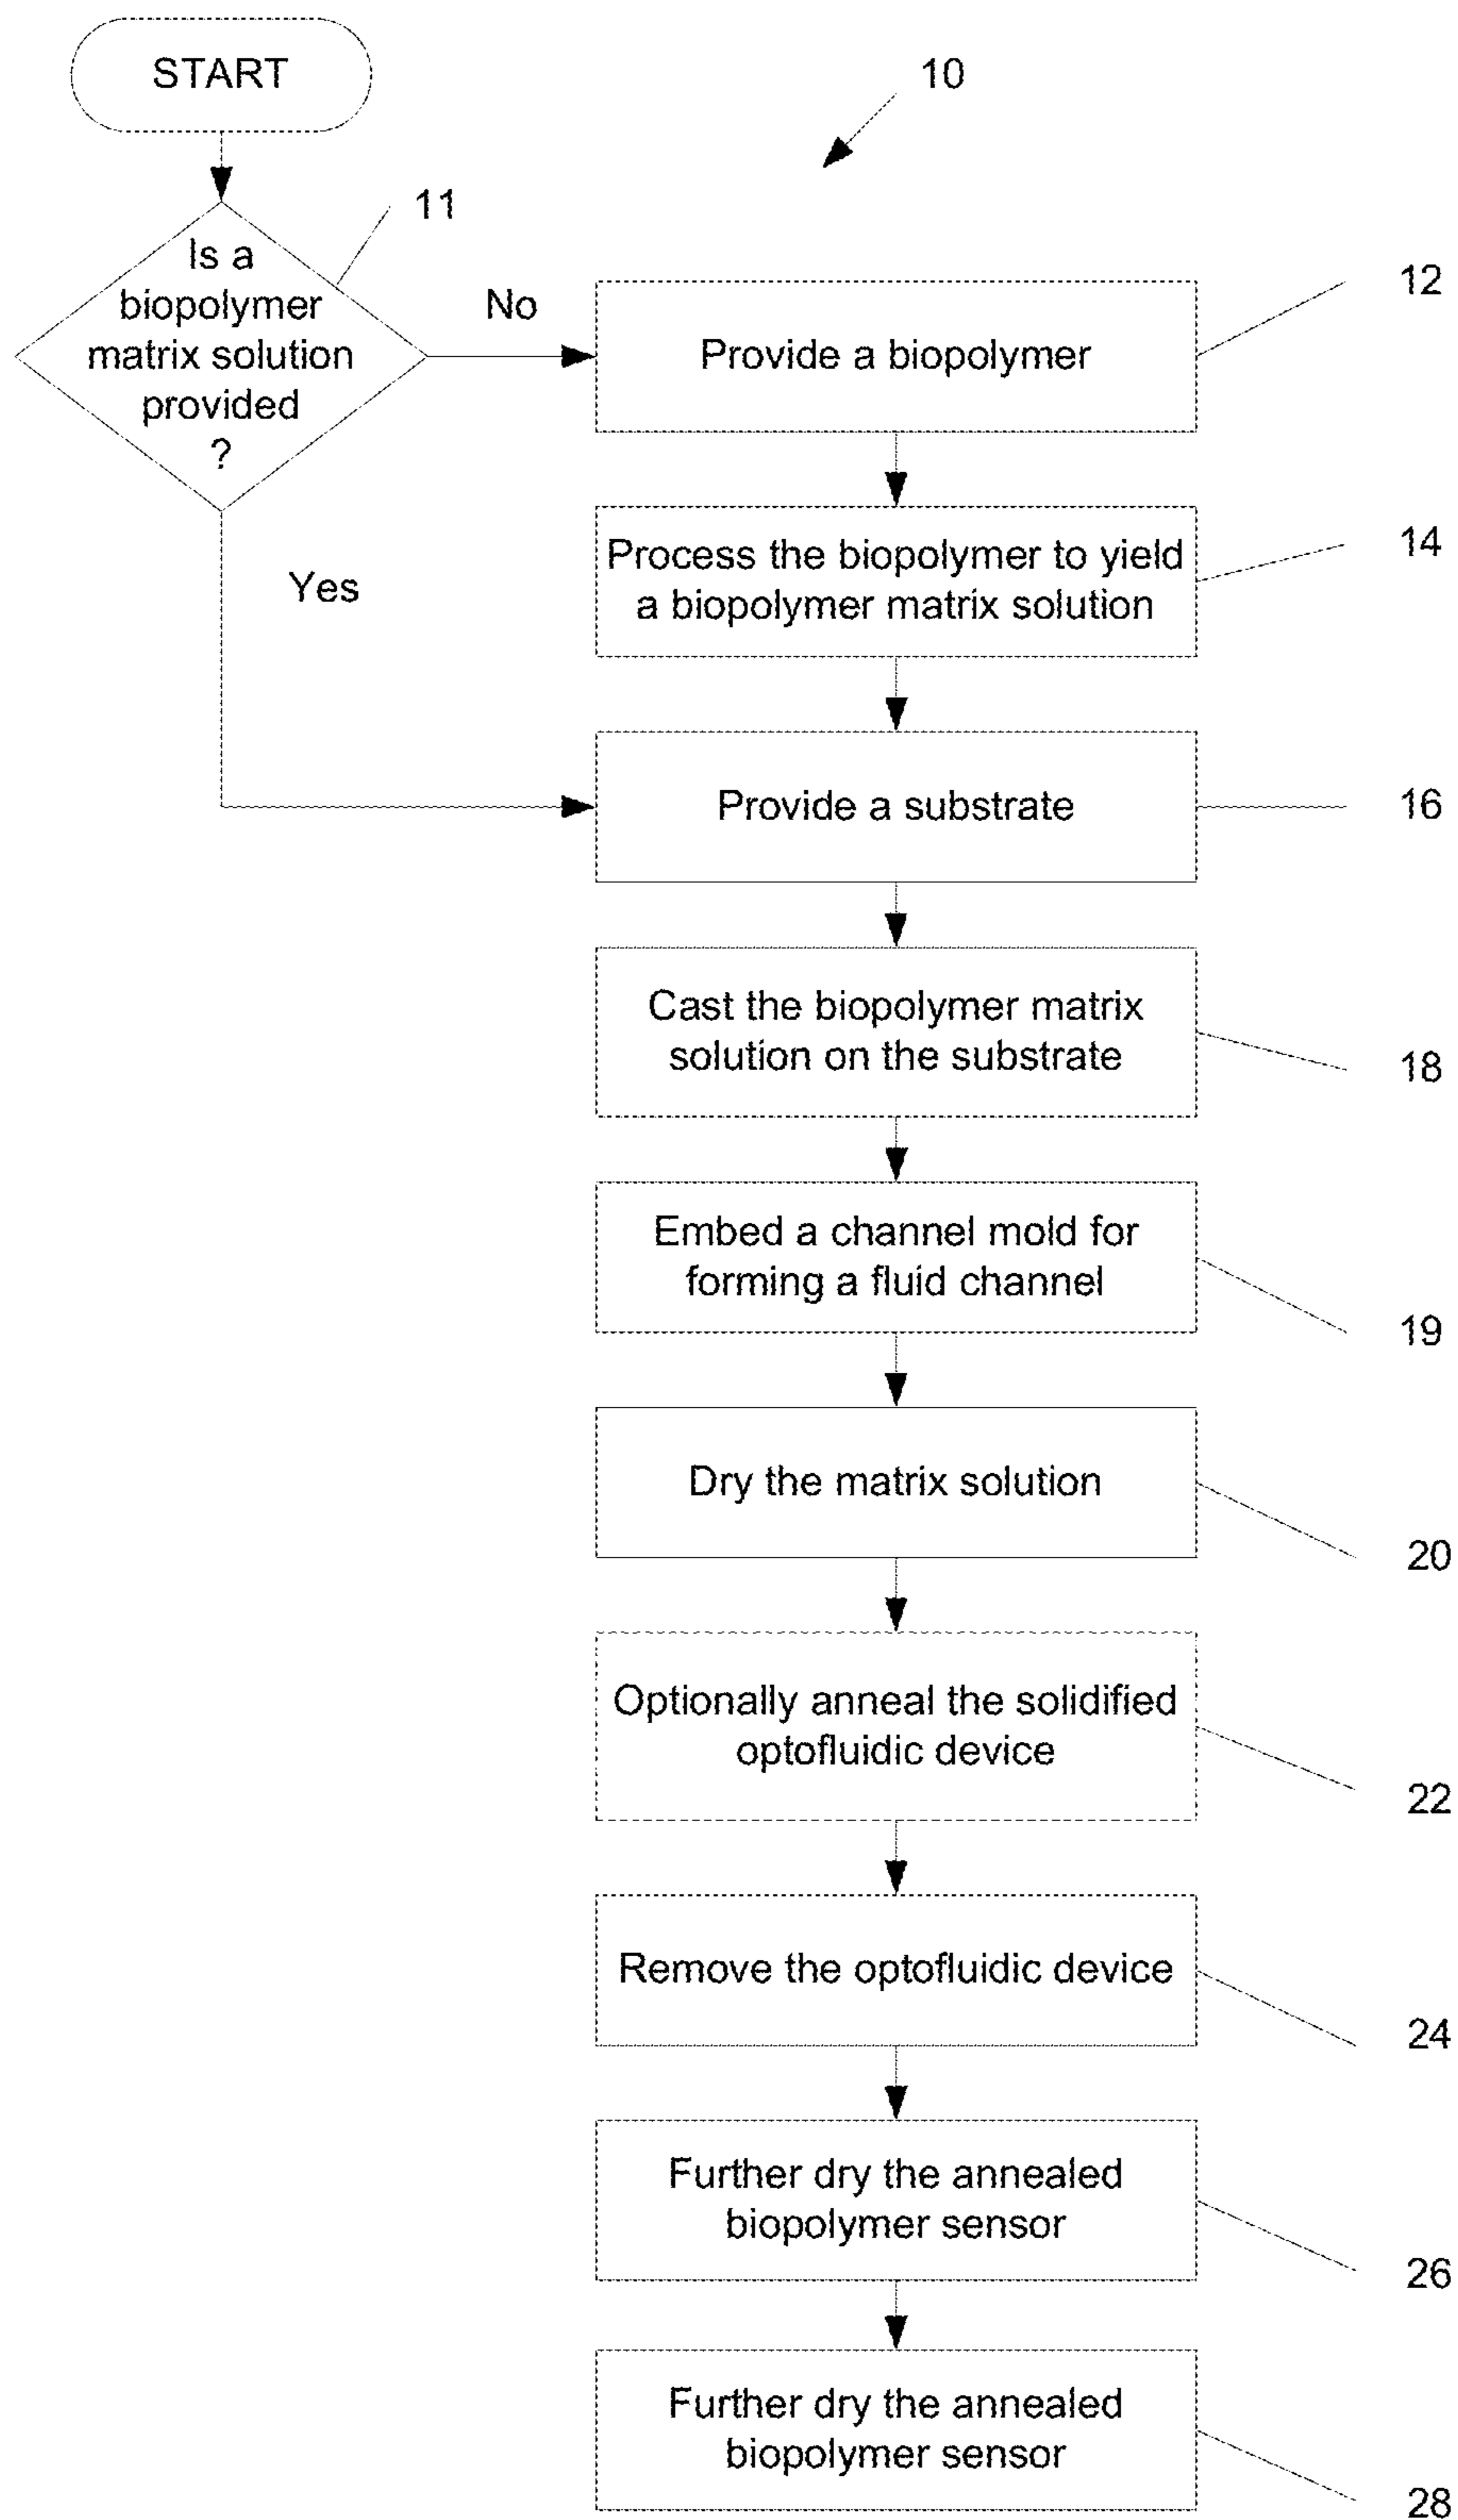 START
10
11
Is a
biopolymer
matrix solution
provided
?
No
Yes
Provide a biopolymer
12
Process the biopolymer to yield
a biopolymer matrix solution
14
Provide a substrate
16
Cast the biopolymer matrix
solution on the substrate
18
Embed a channel mold for
forming a fluid channel
19
Dry the matrix solution
20
Optionally anneal the solidified
optofluidic device
22
Remove the optofluidic device
24
Further dry the annealed
biopolymer sensor
26
Further dry the annealed
biopolymer sensor
28